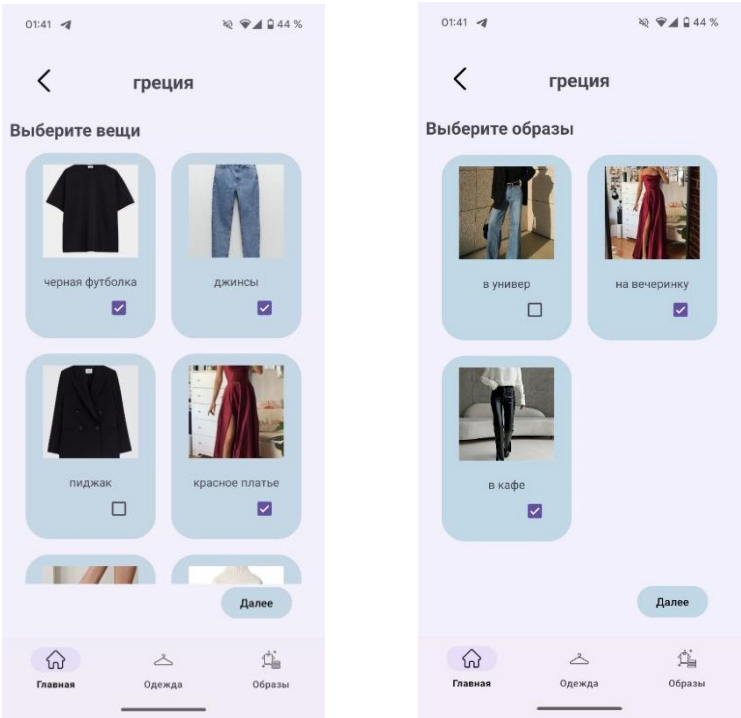 01:41 44 %
греция
Выберите вещи
черная футболка джинсы
пиджак красное платье
Далее
Главная Одежда Образы
01:41 44 %
греция
Выберите образы
в универ на вечеринку
в кафе
Далее
Главная Одежда Образы